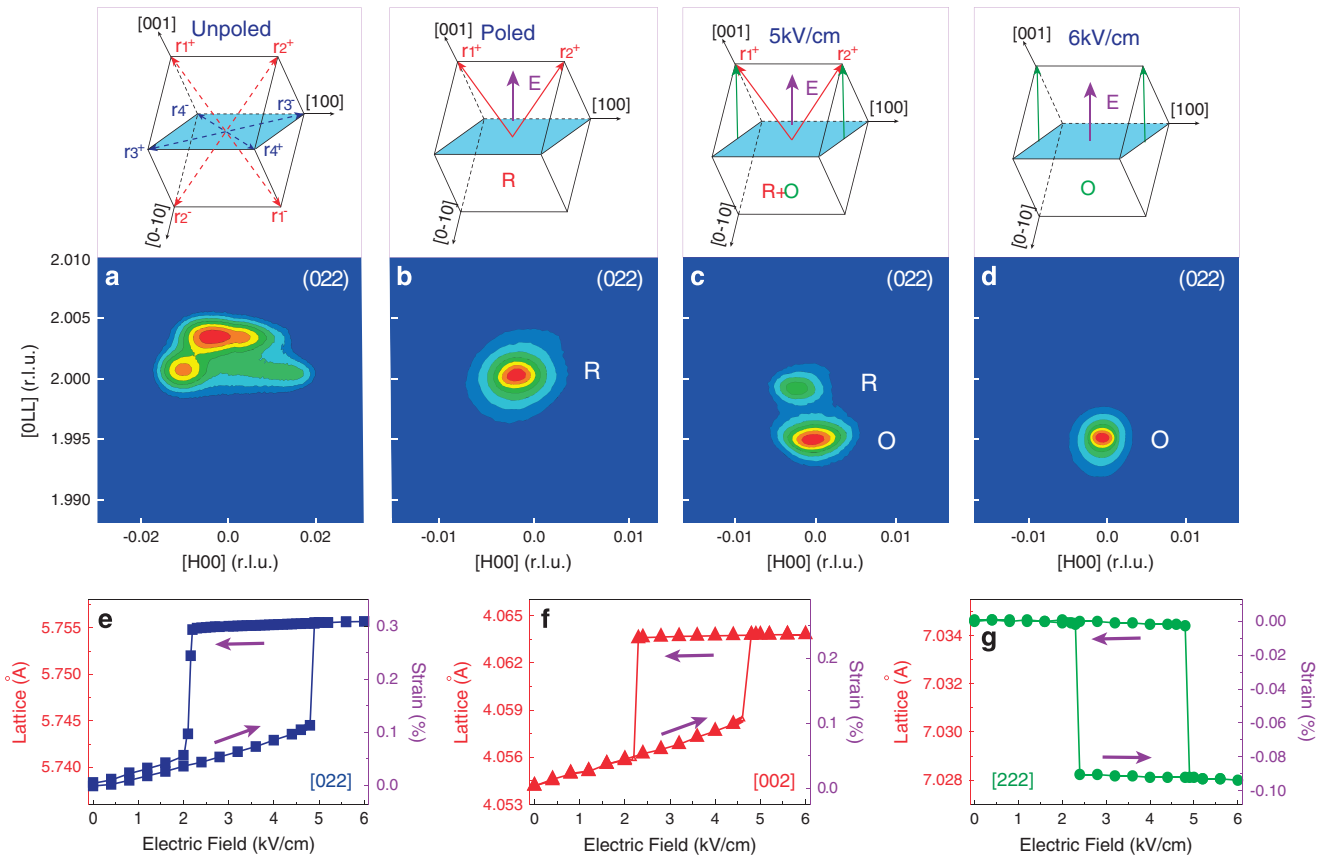 Unpoled
[001]
r1+
r2+
r4-
r3-
[100]
r3+
r4+
r2-
r1-
[0-10]
Poled
[001]
r1+
r2+
E
[100]
R
[0-10]
5kV/cm
[001]
r1+
r2+
E
[100]
R+O
[0-10]
6kV/cm
[001]
E
[100]
O
[0-10]
[0LL] (r.l.u.)
2.010
2.005
2.000
1.995
1.990
a
(022)
-0.02
0.0
0.02
[H00] (r.l.u.)
b
(022)
R
-0.01
0.0
0.01
[H00] (r.l.u.)
c
(022)
R
O
-0.01
0.0
0.01
[H00] (r.l.u.)
d
(022)
O
-0.01
0.0
0.01
[H00] (r.l.u.)
e
Lattice Å
5.755
5.750
5.745
5.740
0.3
0.2
0.1
0.0
Strain (%)
[022]
0 1 2 3 4 5 6
Electric Field (kV/cm)
f
Lattice (Å)
4.065
4.062
4.059
4.056
4.053
0.2
0.1
0.0
Strain (%)
[002]
0 1 2 3 4 5 6
Electric Field (kV/cm)
g
Lattice (Å)
7.034
7.032
7.030
7.028
0.00
-0.00
-0.04
-0.06
-0.08
-0.10
Strain (%)
[222]
0 1 2 3 4 5 6
Electric Field (kV/cm)